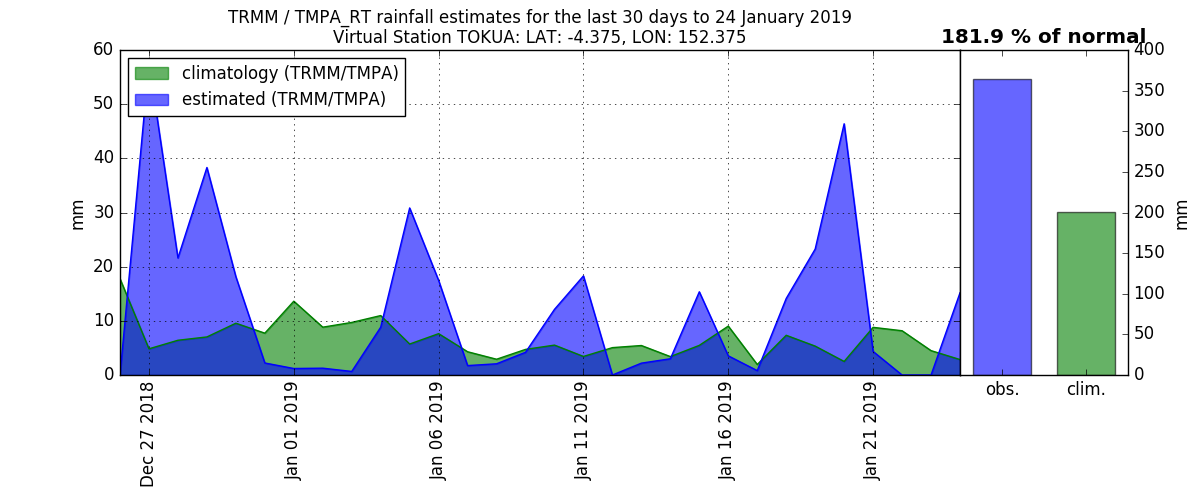 TRMM / TMPA_RT rainfall estimates for the last 30 days to 24 January 2019
Virtual Station TOKUA: LAT: -4.375, LON: 152.375
181.9 % of normal
climatology (TRMM/TMPA)
estimated (TRMM/TMPA)
60
50
40
30
20
10
0
mm
Dec 27 2018
Jan 01 2019
Jan 06 2019
Jan 11 2019
Jan 16 2019
Jan 21 2019
obs.
clim.
400
350
300
250
200
150
100
50
0
mm